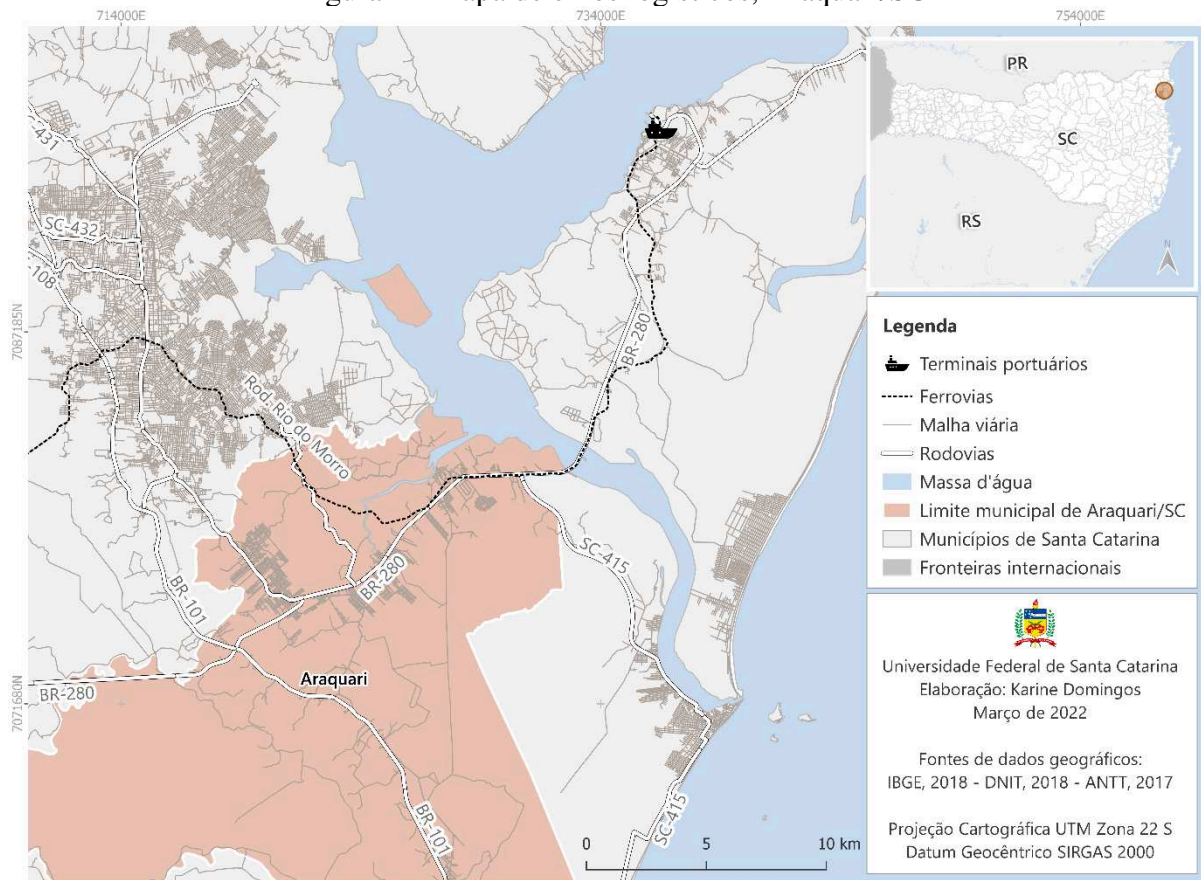 714000E
734000E
754000E
7087185N
7071680N
-431
SC-432
-108
Rod. Rio do Morro
BR-280
BR-280
SC-415
BR-101
BR-280
Araquari
BR-101
SC-415
0 5 10 km
PR
SC
RS
N
Legenda
Terminais portuários
Ferrovias
Malha viária
Rodovias
Massa d'água
Limite municipal de Araquari/SC
Municípios de Santa Catarina
Fronteiras internacionais
Universidade Federal de Santa Catarina
Elaboração: Karine Domingos
Março de 2022
Fontes de dados geográficos:
IBGE, 2018 - DNIT, 2018 - ANTT, 2017
Projeção Cartográfica UTM Zona 22 S
Datum Geocêntrico SIRGAS 2000